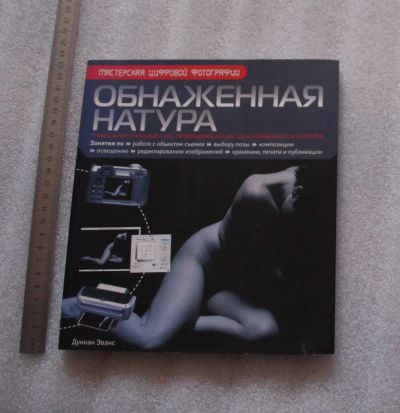 МАСТЕРСКАЯ ЦИФРОВОЙ ФОТОГРАФИИ
ОБНАЖЕННАЯ
НАТУРА
Занятия по » работе с объектом съемки » выбору позы » композиции
» освещению » редактированию изображений » хранению, печати и публикации
Дункан Эванс